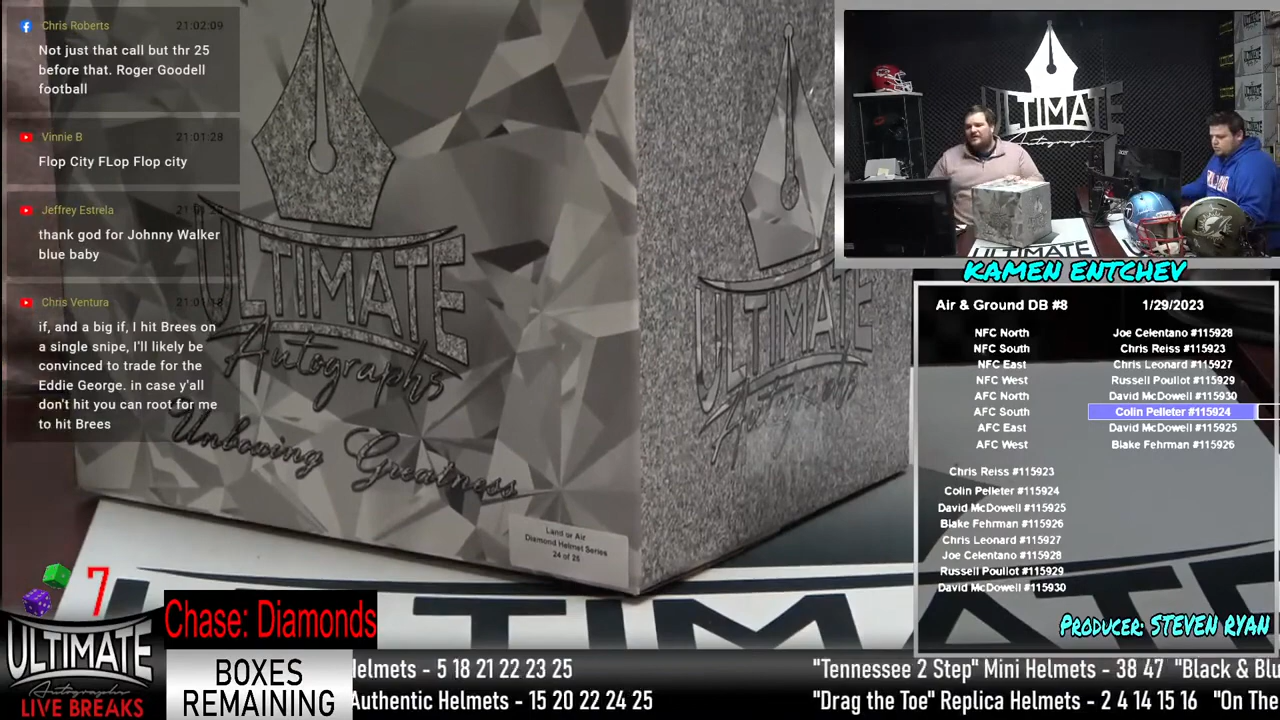 Chris Roberts 21:02:09
Not just that call but thr 25
before that. Roger Goodell
football
Vinnie B 21:01:28
Flop City FLop Flop city
Jeffrey Estrela
thank god for Johnny Walker
blue baby
Chris Ventura
if, and a big if, I hit Brees on
a single snipe, I'll likely be
convinced to trade for the
Eddie George. in case y'all
don't hit you can root for me
to hit Brees
ULTIMATE
Autographs
Unboxing Greatness
Land or Air
Diamond Helmet Series
24 of 25
ULTIMATE
Autographs
KAMEN ENTCHEV
Air & Ground DB #8 1/29/2023
NFC North Joe Celentano #115928
NFC South Chris Reiss #115923
NFC East Chris Leonard #115927
NFC West Russell Pouliot #115929
AFC North David McDowell #115930
AFC South Colin Pelleter #115924
AFC East David McDowell #115925
AFC West Blake Fehrman #115926
Chris Reiss #115923
Colin Pelleter #115924
David McDowell #115925
Blake Fehrman #115926
Chris Leonard #115927
Joe Celentano #115928
Russell Pouliot #115929
David McDowell #115930
PRODUCER: STEVEN RYAN
7
ULTIMATE
Autographs
LIVE BREAKS
Chase: Diamonds
BOXES
REMAINING
Helmets - 5 18 21 22 23 25 "Tennessee 2 Step" Mini Helmets - 38 47 "Black & Blu
Authentic Helmets - 15 20 22 24 25 "Drag the Toe" Replica Helmets - 2 4 14 15 16 "On The